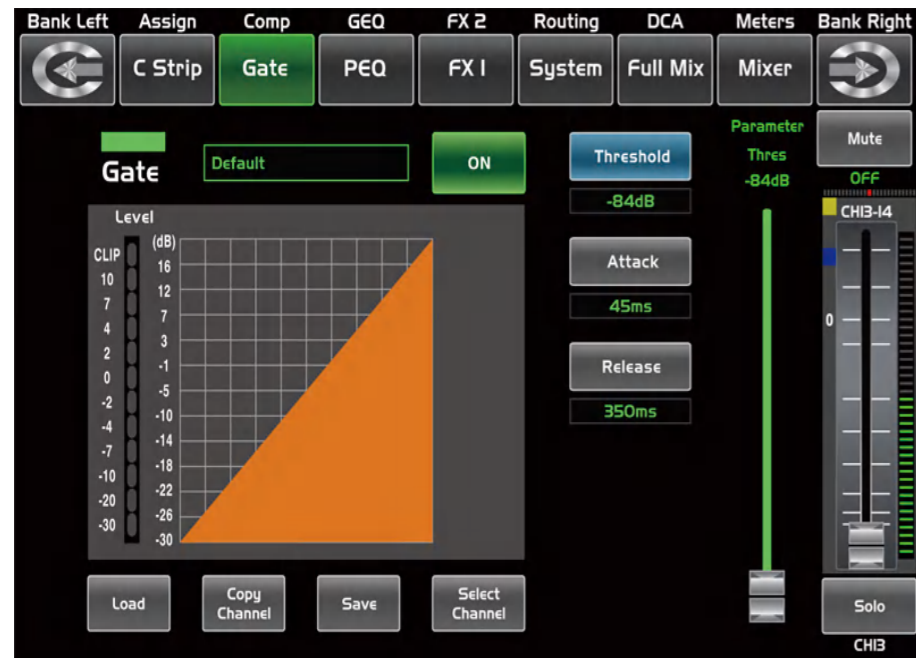 Bank Left Assign Comp GEQ FX 2 Routing DCA Meters Bank Right
C Strip Gate PEQ FX 1 System Full Mix Mixer
Gate
Default
ON
Threshold
-84dB
Attack
45ms
Release
350ms
Parameter
Thres
-84dB
Mute
OFF
CH13-14
0
Level
(dB)
CLIP
10
7
4
2
0
-2
-4
-7
-10
-20
-30
16
12
7
3
-1
-5
-10
-14
-18
-22
-26
-30
Load
Copy
Channel
Save
Select
Channel
Solo
CH13